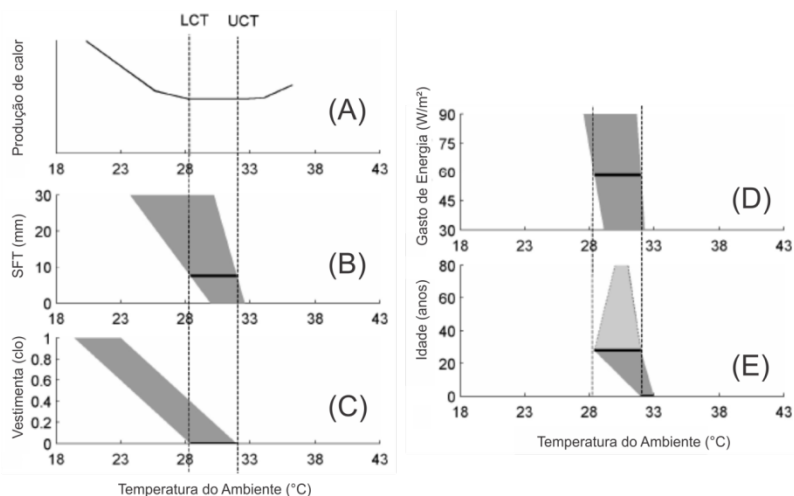 LCT UCT
Produção de calor
(A)
18 23 28 33 38 43
SFT (mm)
30
20
10
0
(B)
18 23 28 33 38 43
Vestimenta (clo)
1
0.8
0.6
0.4
0.2
0
(C)
18 23 28 33 38 43
Temperatura do Ambiente (°C)
Gasto de Energia (W/m²)
90
75
60
45
30
(D)
18 23 28 33 38 43
Idade (anos)
80
60
40
20
0
(E)
18 23 28 33 38 43
Temperatura do Ambiente (°C)